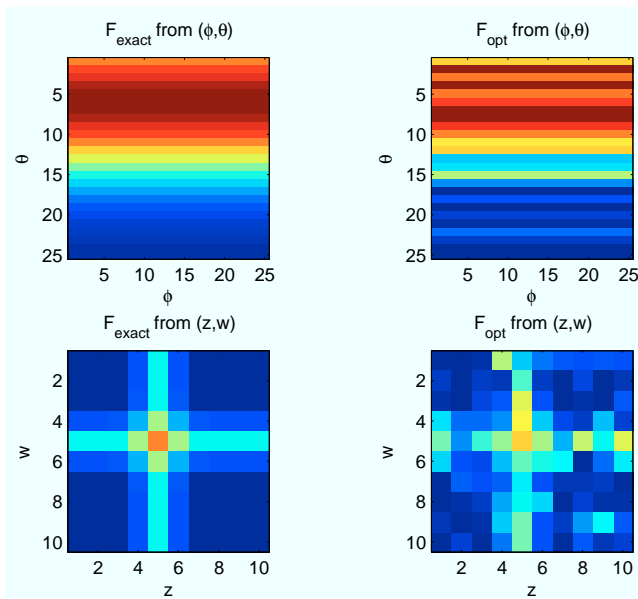 F_exact from (ϕ,θ)
F_opt from (ϕ,θ)
5
10
15
20
25
θ
5 10 15 20 25
ϕ
5
10
15
20
25
θ
5 10 15 20 25
ϕ
F_exact from (z,w)
F_opt from (z,w)
2
4
6
8
10
w
2 4 6 8 10
z
2
4
6
8
10
w
2 4 6 8 10
z